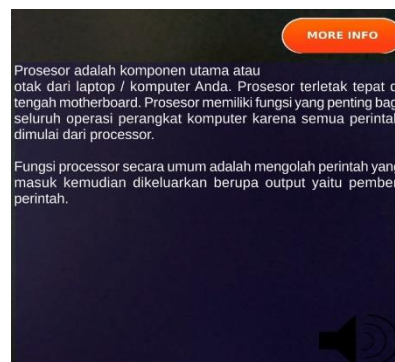 MORE INFO
Prosesor adalah komponen utama atau
otak dari laptop / komputer Anda. Prosesor terletak tepat
tengah motherboard. Prosesor memiliki fungsi yang penting
seluruh operasi perangkat komputer karena semua
dimulai dari processor.
Fungsi processor secara umum adalah mengolah perintah
masuk kemudian dikeluarkan berupa output yaitu
perintah.